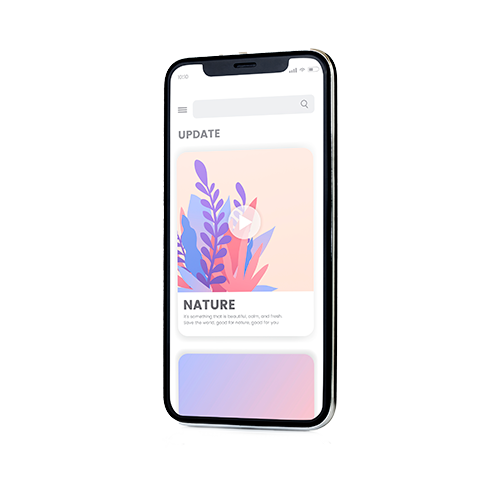 10:10
UPDATE
NATURE
It's something that is beautiful, calm, and fresh.
Save the world, good for nature, good for you